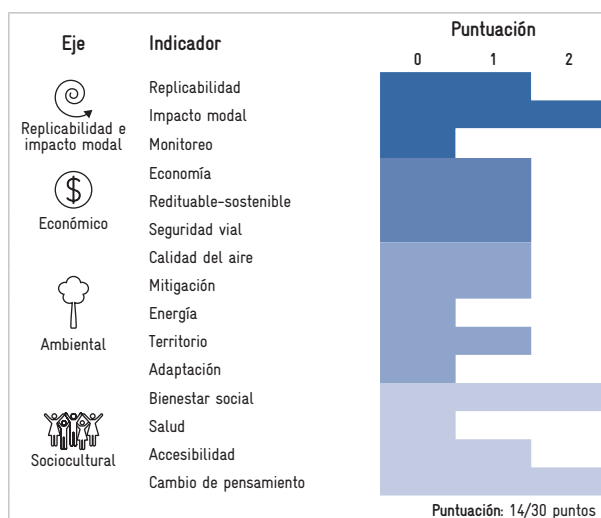 Eje
Indicador
Puntuación
0 1 2
Replicabilidad e
impacto modal
Replicabilidad
Impacto modal
Monitoreo
$
Económico
Economía
Redituable-sostenible
Seguridad vial
Ambiental
Calidad del aire
Mitigación
Energía
Territorio
Adaptación
Sociocultural
Bienestar social
Salud
Accesibilidad
Cambio de pensamiento
Puntuación: 14/30 puntos